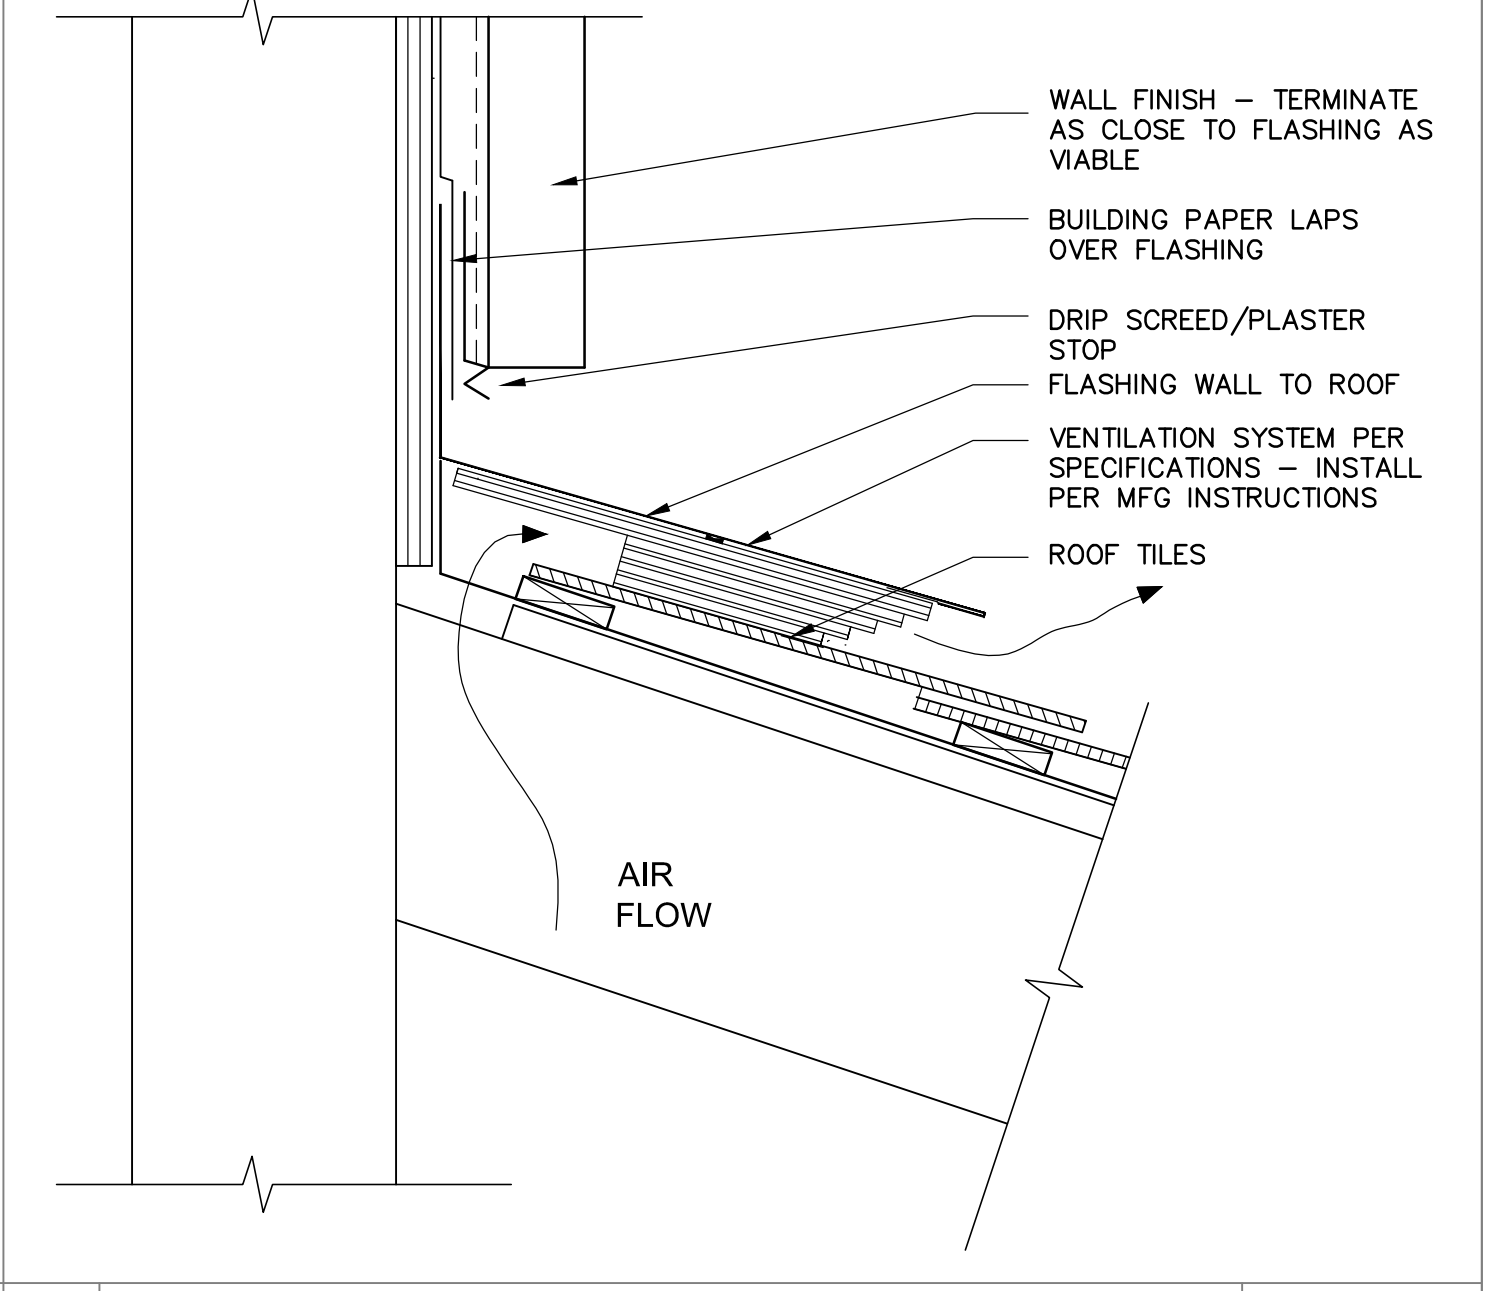 WALL FINISH – TERMINATE
AS CLOSE TO FLASHING AS
VIABLE
BUILDING PAPER LAPS
OVER FLASHING
DRIP SCREED/PLASTER
STOP
FLASHING WALL TO ROOF
VENTILATION SYSTEM PER
SPECIFICATIONS – INSTALL
PER MFG INSTRUCTIONS
ROOF TILES
AIR
FLOW